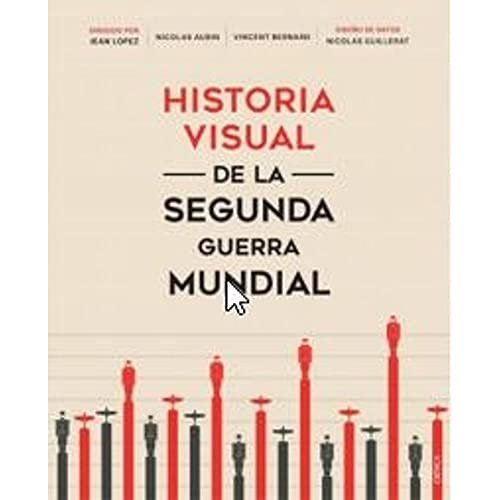 DIRIGIDO POR
JEAN LOPEZ
NICOLAS AUBIN
VINCENT BERNARD
DISEÑO DE DATOS
NICOLAS GUILLERAT
HISTORIA
VISUAL
DE LA
SEGUNDA
GUERRA
MUNDIAL
CRÍTICA